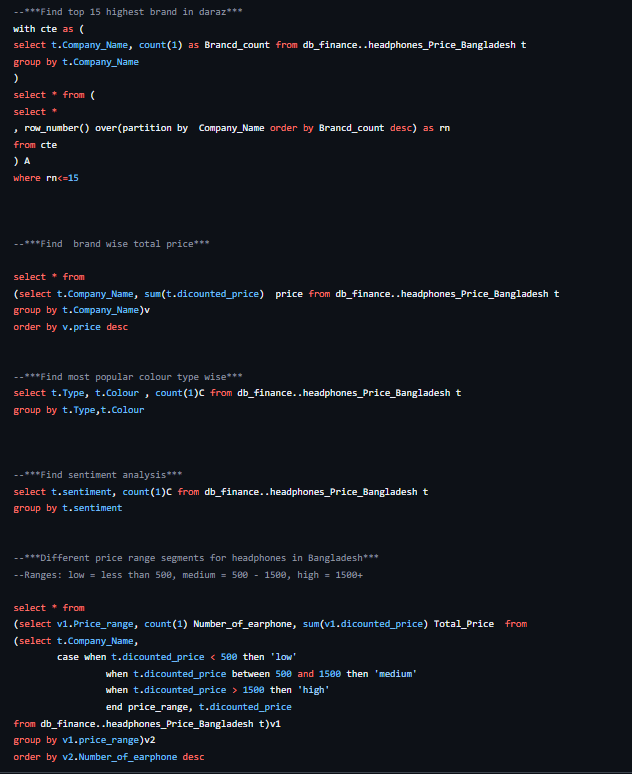 --***Find top 15 highest brand in daraz***
with cte as (
select t.Company_Name, count(1) as Brancd_count from db_finance..headphones_Price_Bangladesh t
group by t.Company_Name
)
select * from (
select *
, row_number() over(partition by  Company_Name order by Brancd_count desc) as rn
from cte
) A
where rn<=15
--***Find  brand wise total price***
select * from
(select t.Company_Name, sum(t.dicounted_price)  price from db_finance..headphones_Price_Bangladesh t
group by t.Company_Name)v
order by v.price desc
--***Find most popular colour type wise***
select t.Type, t.Colour , count(1)C from db_finance..headphones_Price_Bangladesh t
group by t.Type,t.Colour
--***Find sentiment analysis***
select t.sentiment, count(1)C from db_finance..headphones_Price_Bangladesh t
group by t.sentiment
--***Different price range segments for headphones in Bangladesh***
--Ranges: low = less than 500, medium = 500 - 1500, high = 1500+
select * from
(select v1.Price_range, count(1) Number_of_earphone, sum(v1.dicounted_price) Total_Price  from
(select t.Company_Name,
case when t.dicounted_price < 500 then 'low'
when t.dicounted_price between 500 and 1500 then 'medium'
when t.dicounted_price > 1500 then 'high'
end price_range, t.dicounted_price
from db_finance..headphones_Price_Bangladesh t)v1
group by v1.price_range)v2
order by v2.Number_of_earphone desc